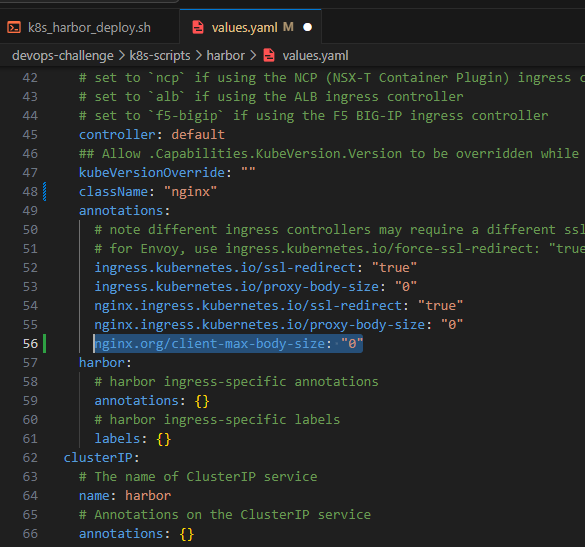 k8s_harbor_deploy.sh
values.yaml M
devops-challenge > k8s-scripts > harbor > values.yaml
42 # set to `ncp` if using the NCP (NSX-T Container Plugin) ingress
43 # set to `alb` if using the ALB ingress controller
44 # set to `f5-bigip` if using the F5 BIG-IP ingress controller
45 controller: default
46 ## Allow .Capabilities.KubeVersion.Version to be overridden while
47 kubeVersionOverride: ""
48 className: "nginx"
49 annotations:
50 # note different ingress controllers may require a different ssl
51 # for Envoy, use ingress.kubernetes.io/force-ssl-redirect: "true
52 ingress.kubernetes.io/ssl-redirect: "true"
53 ingress.kubernetes.io/proxy-body-size: "0"
54 nginx.ingress.kubernetes.io/ssl-redirect: "true"
55 nginx.ingress.kubernetes.io/proxy-body-size: "0"
56 nginx.org/client-max-body-size: "0"
57 harbor:
58 # harbor ingress-specific annotations
59 annotations: {}
60 # harbor ingress-specific labels
61 labels: {}
62 clusterIP:
63 # The name of ClusterIP service
64 name: harbor
65 # Annotations on the ClusterIP service
66 annotations: {}